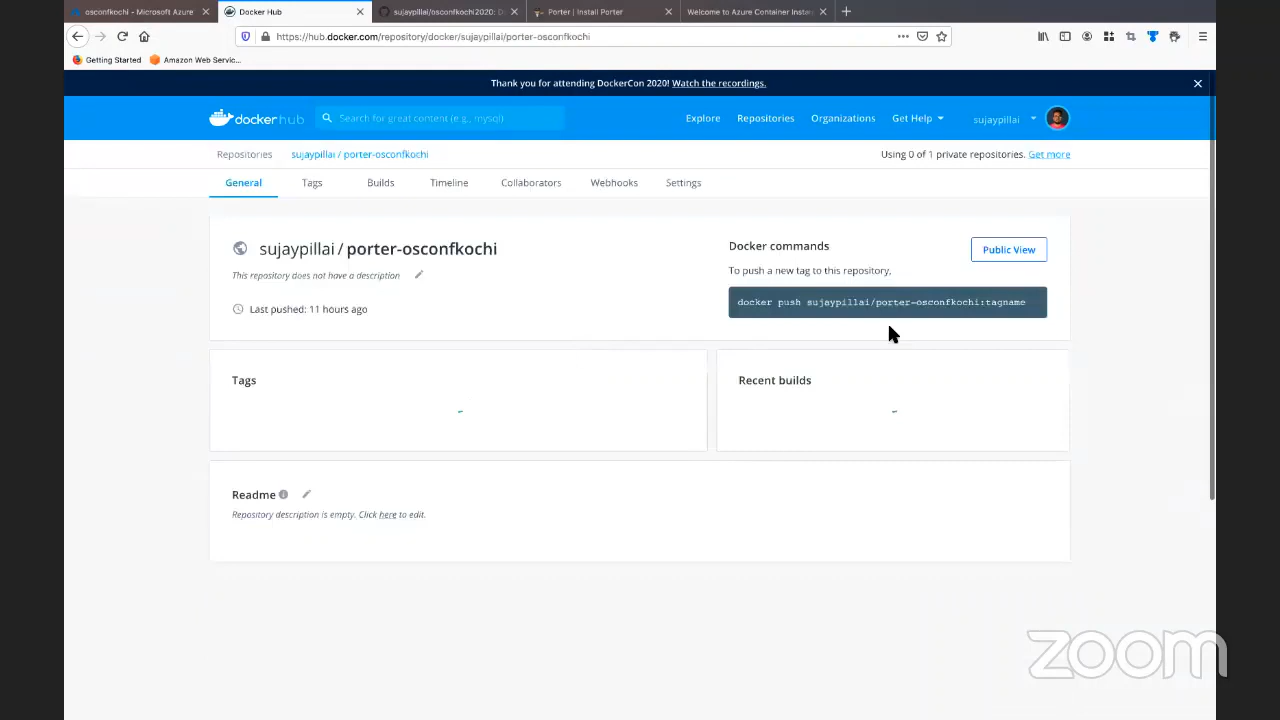 osconfkochi - Microsoft Azure
Docker Hub
sujaypillai/osconfkochi2020: D
Porter | Install Porter
Welcome to Azure Container Instan
https://hub.docker.com/repository/docker/sujaypillai/porter-osconfkochi
Getting Started
Amazon Web Servic...
Thank you for attending DockerCon 2020! Watch the recordings.
docker hub
Search for great content (e.g., mysql)
Explore
Repositories
Organizations
Get Help
sujaypillai
Repositories
sujaypillai / porter-osconfkochi
Using 0 of 1 private repositories. Get more
General
Tags
Builds
Timeline
Collaborators
Webhooks
Settings
sujaypillai / porter-osconfkochi
This repository does not have a description
Last pushed: 11 hours ago
Docker commands
Public View
To push a new tag to this repository,
docker push sujaypillai/porter-osconfkochi:tagname
Tags
Recent builds
Readme
Repository description is empty. Click here to edit.
zoom